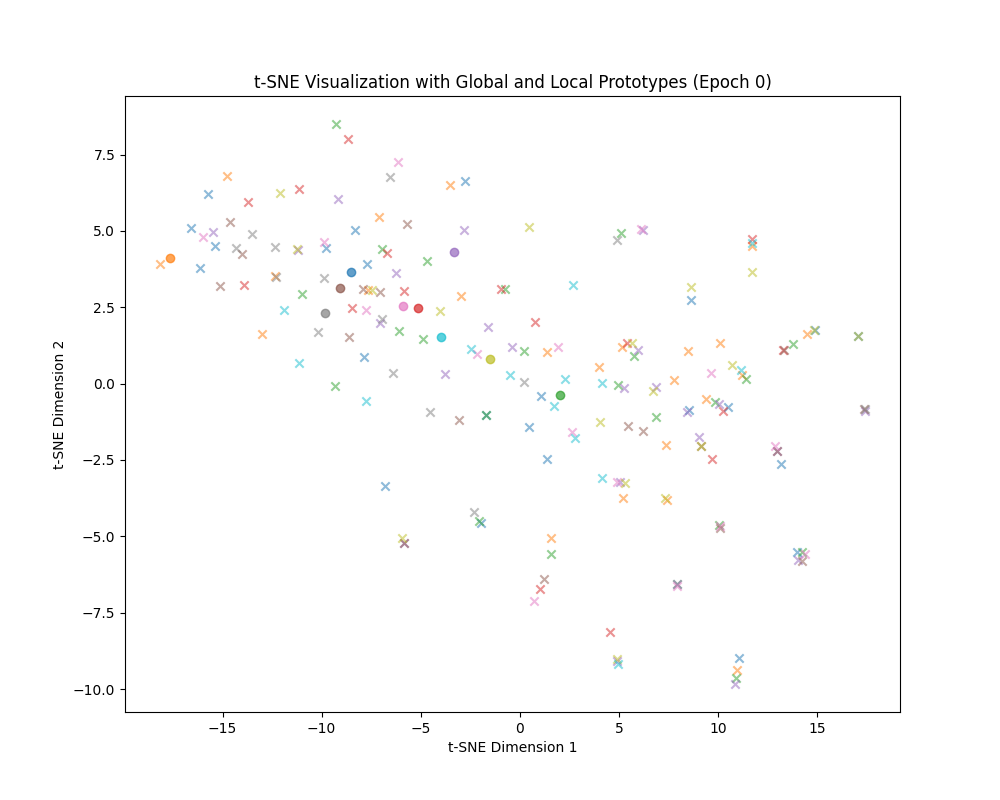 t-SNE Visualization with Global and Local Prototypes (Epoch 0)
7.5
5.0
2.5
0.0
−2.5
−5.0
−7.5
−10.0
t-SNE Dimension 2
−15 −10 −5 0 5 10 15
t-SNE Dimension 1